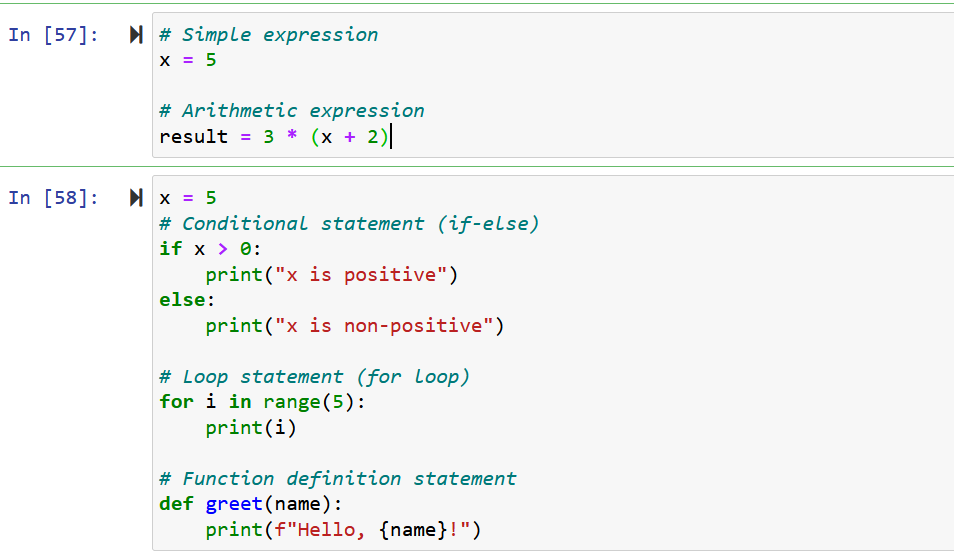 In [57]: # Simple expression
x = 5
# Arithmetic expression
result = 3 * (x + 2)
In [58]: x = 5
# Conditional statement (if-else)
if x > 0:
    print("x is positive")
else:
    print("x is non-positive")
# Loop statement (for loop)
for i in range(5):
    print(i)
# Function definition statement
def greet(name):
    print(f"Hello, {name}!")